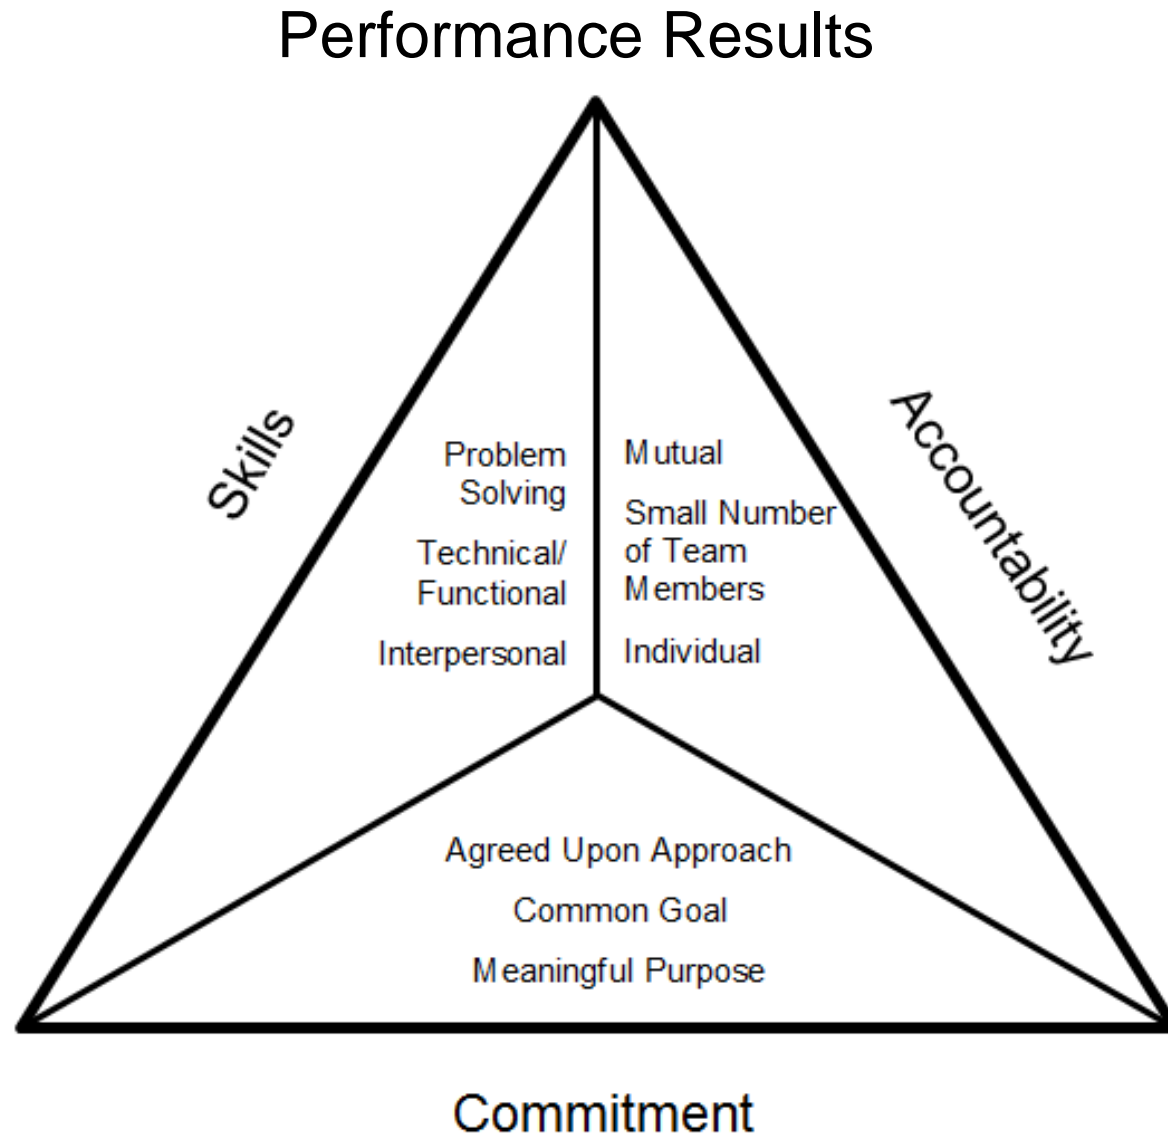 Performance Results
Skills
Accountability
Problem
Solving
Technical/
Functional
Interpersonal
Mutual
Small Number
of Team
Members
Individual
Agreed Upon Approach
Common Goal
Meaningful Purpose
Commitment